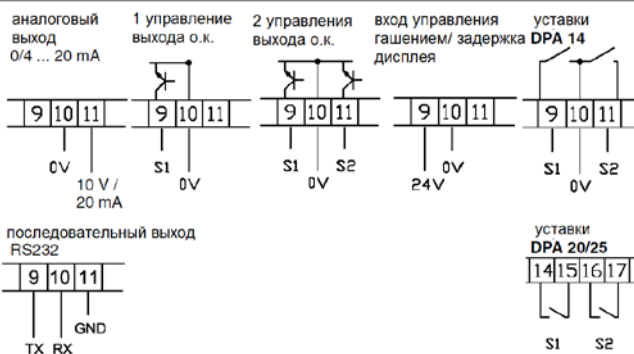 аналоговый
выход
0/4 ... 20 mA
9 10 11
0V
10 V /
20 mA
1 управление
выхода о.к.
9 10 11
S1
0V
2 управления
выхода о.к.
9 10 11
S1 S2
0V
вход управления
гашением/ задержка
дисплея
9 10 11
0V
24V
уставки
DPA 14
9 10 11
S1 S2
0V
последовательный выход
RS232
9 10 11
GND
TX RX
уставки
DPA 20/25
14 15 16 17
S1 S2